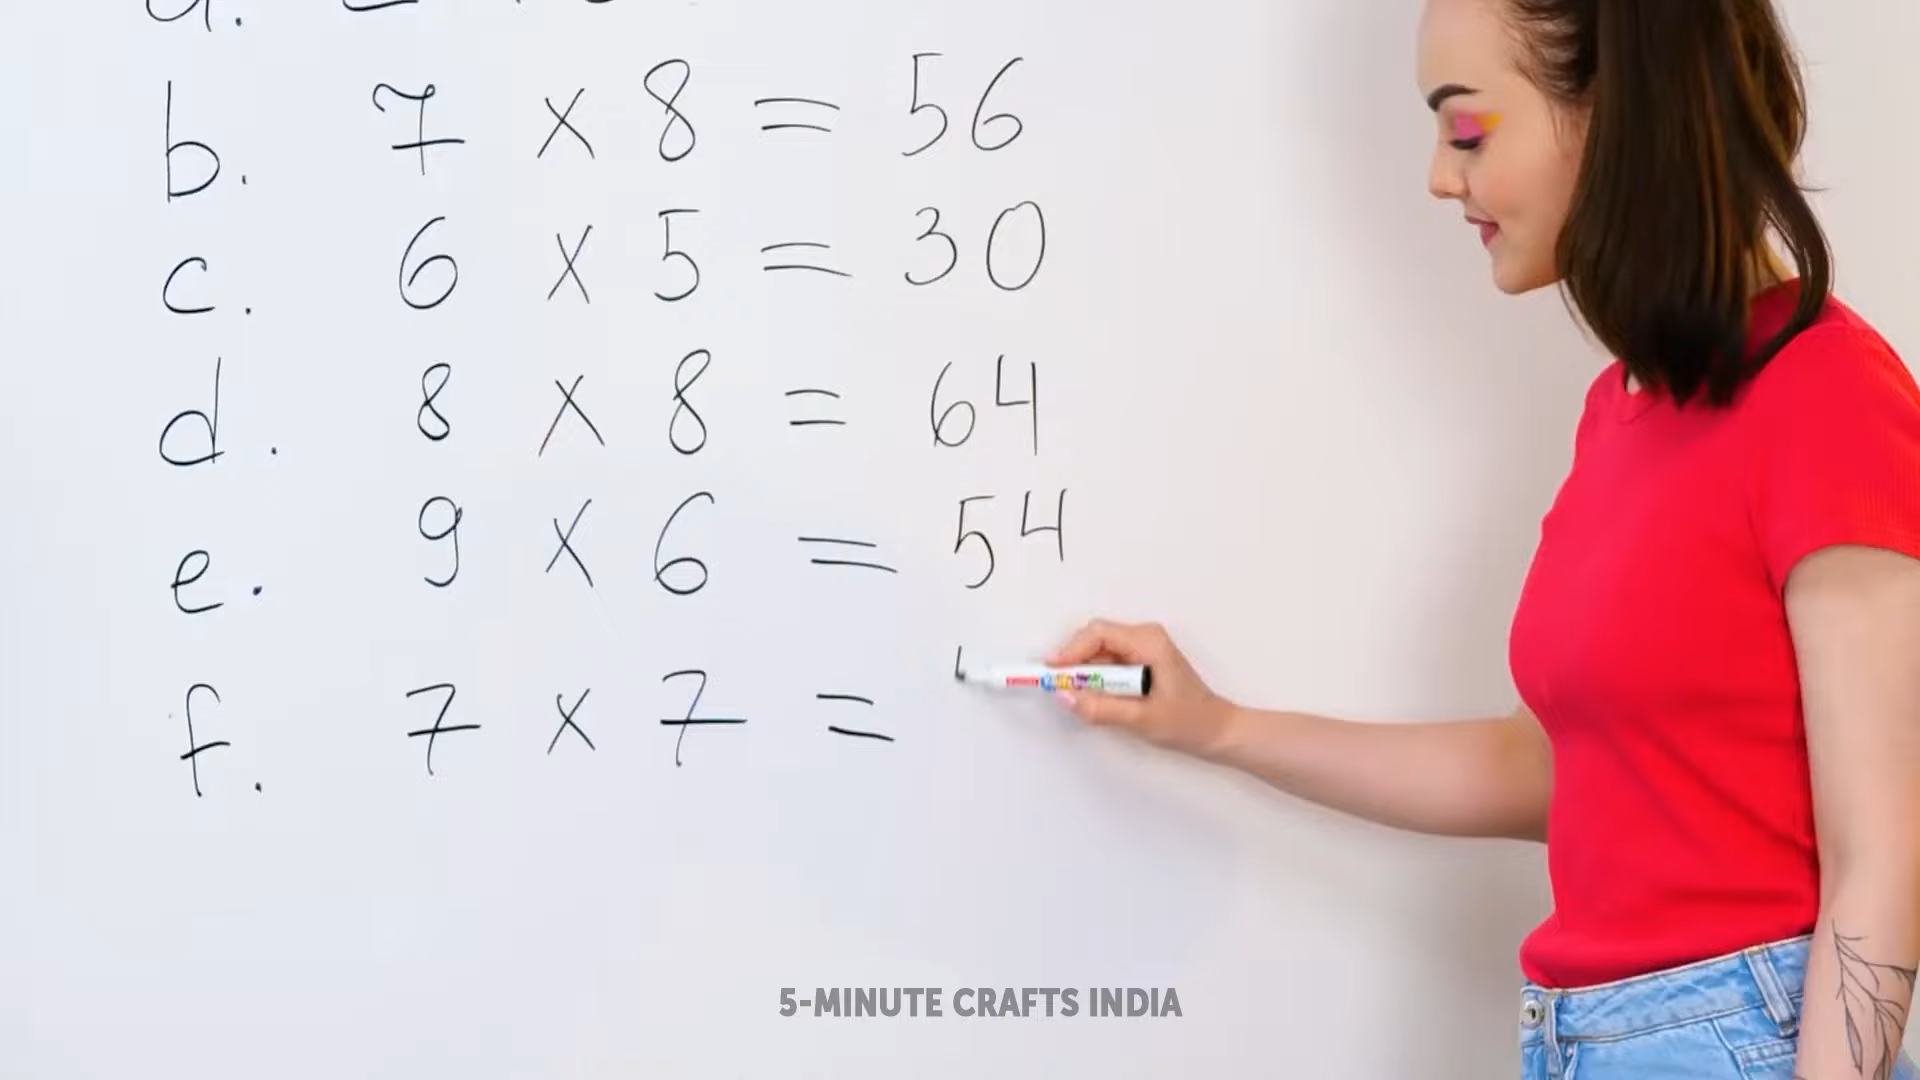 b. 7 x 8 = 56
c. 6 x 5 = 30
d. 8 x 8 = 64
e. 9 x 6 = 54
f. 7 x 7 =
5-MINUTE CRAFTS INDIA